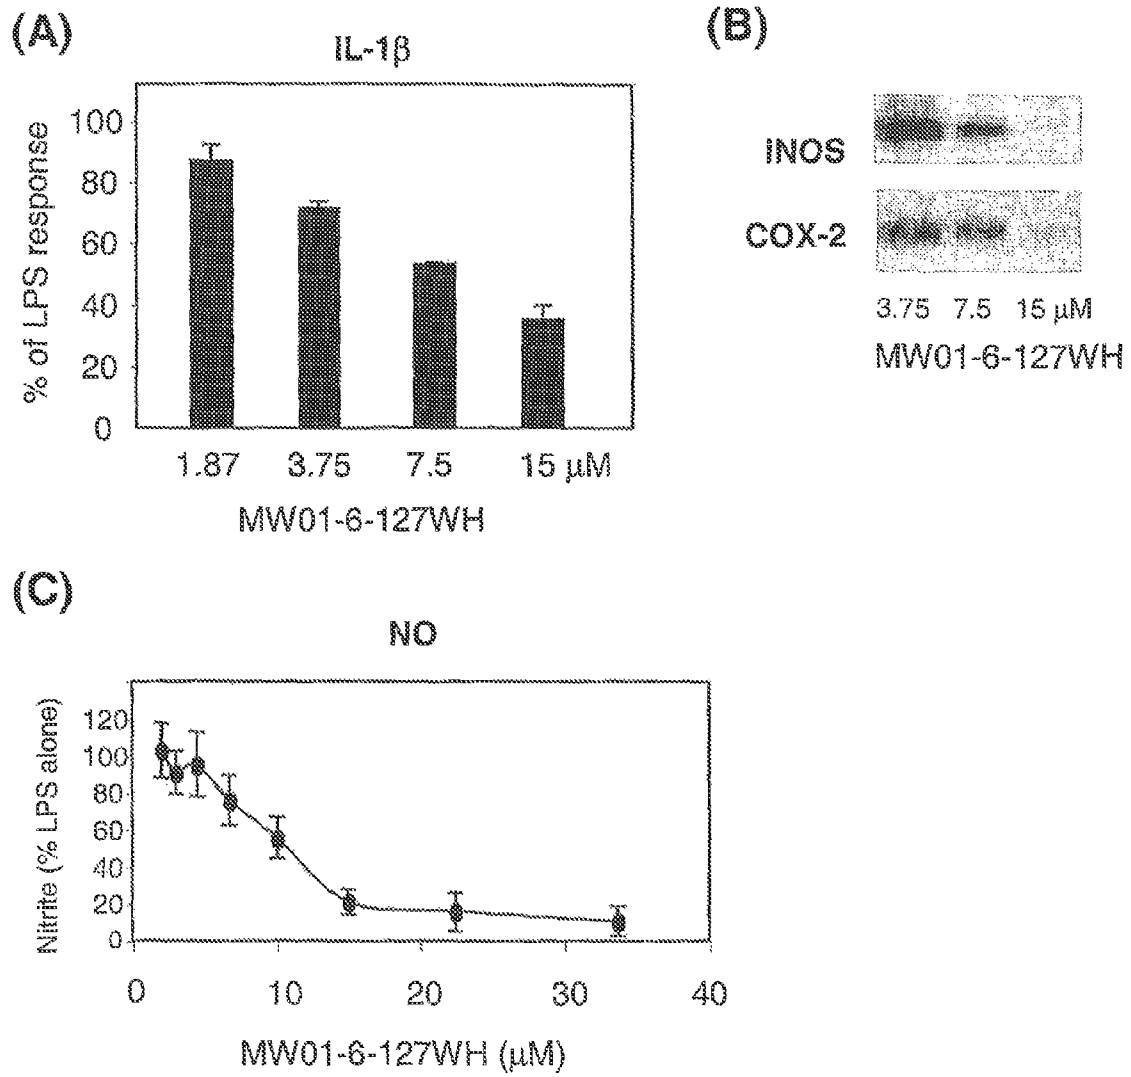 (A)
IL-1β
% of LPS response
100
80
60
40
20
0
1.87 3.75 7.5 15 μM
MW01-6-127WH
(B)
iNOS
COX-2
3.75 7.5 15 μM
MW01-6-127WH
(C)
NO
Nitrite (% LPS alone)
120
100
80
60
40
20
0
0 10 20 30 40
MW01-6-127WH (μM)